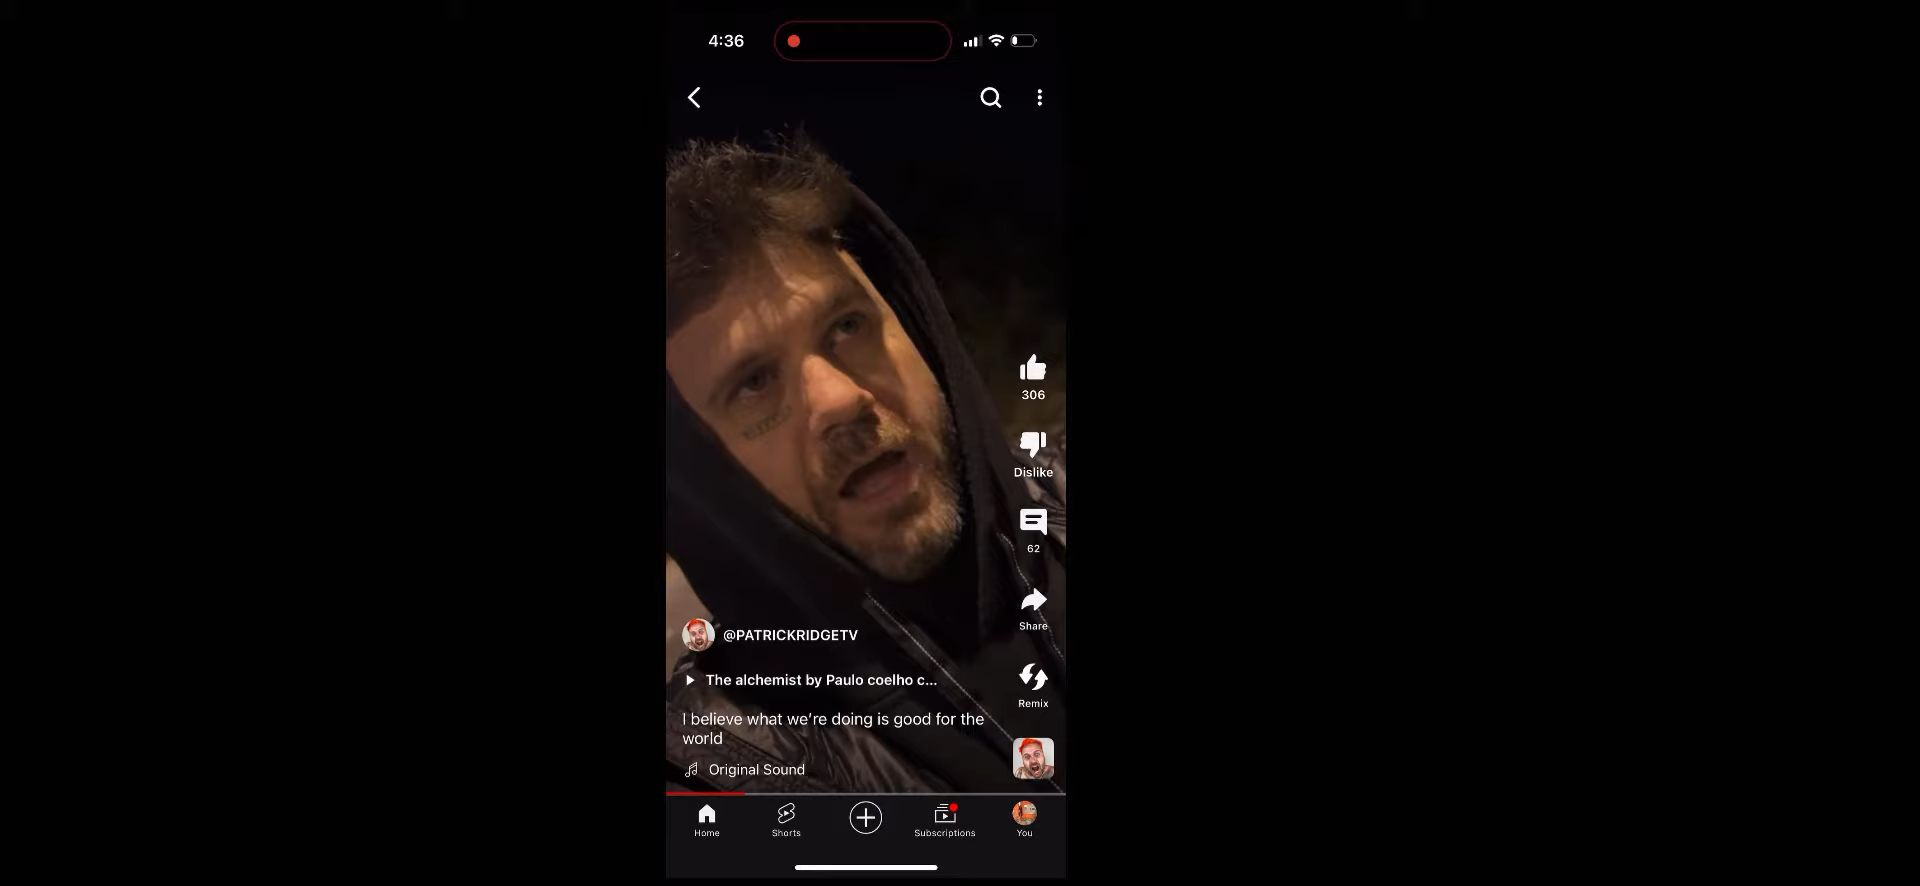 4:36
306
Dislike
62
Share
@PATRICKRIDGETV
The alchemist by Paulo coelho c...
Remix
I believe what we're doing is good for the
world
Original Sound
Home
Shorts
Subscriptions
You